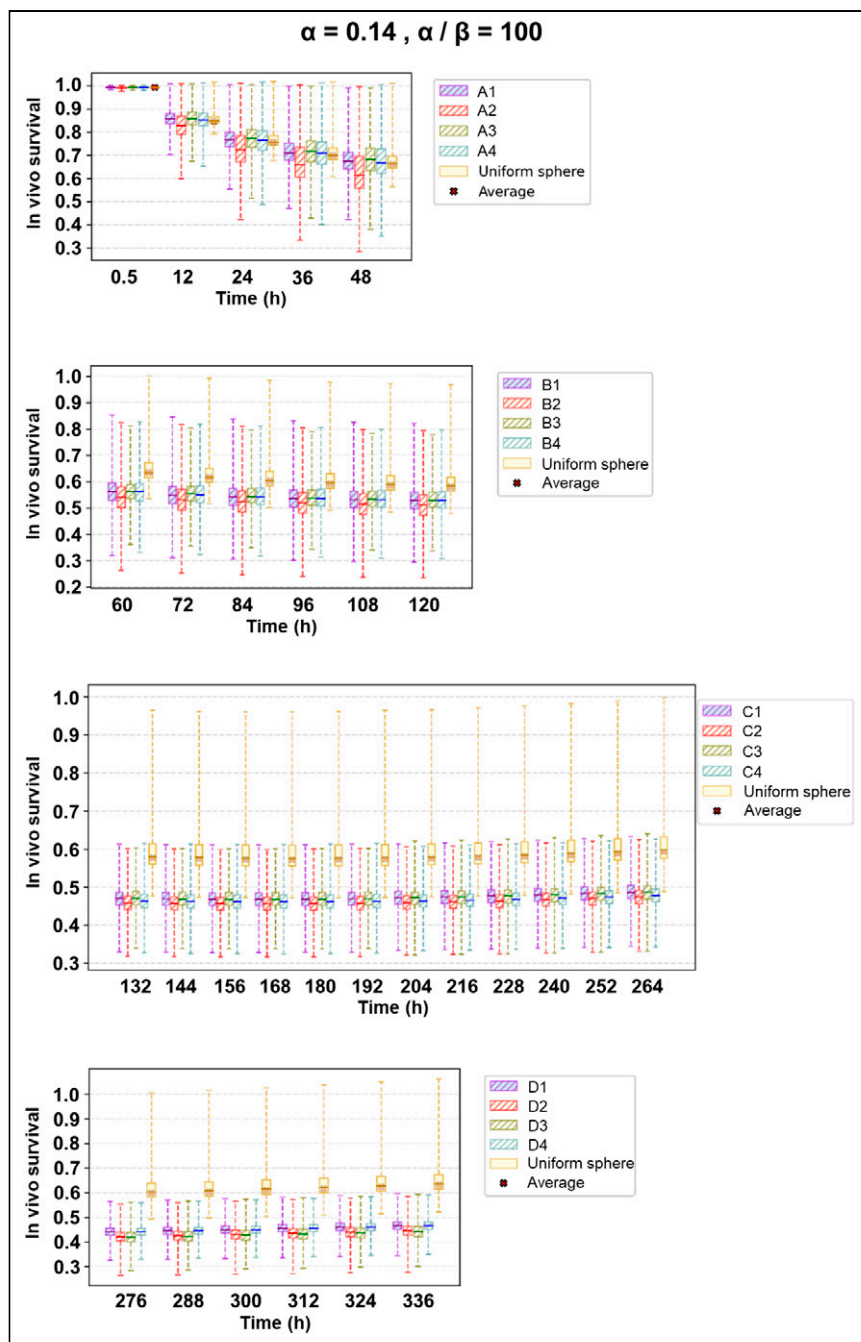 α = 0.14 , α / β = 100
In vivo survival
1.0
0.9
0.8
0.7
0.6
0.5
0.4
0.3
0.5 12 24 36 48
Time (h)
A1
A2
A3
A4
Uniform sphere
Average
In vivo survival
1.0
0.9
0.8
0.7
0.6
0.5
0.4
0.3
0.2
60 72 84 96 108 120
Time (h)
B1
B2
B3
B4
Uniform sphere
Average
In vivo survival
1.0
0.9
0.8
0.7
0.6
0.5
0.4
0.3
132 144 156 168 180 192 204 216 228 240 252 264
Time (h)
C1
C2
C3
C4
Uniform sphere
Average
In vivo survival
1.0
0.9
0.8
0.7
0.6
0.5
0.4
0.3
276 288 300 312 324 336
Time (h)
D1
D2
D3
D4
Uniform sphere
Average